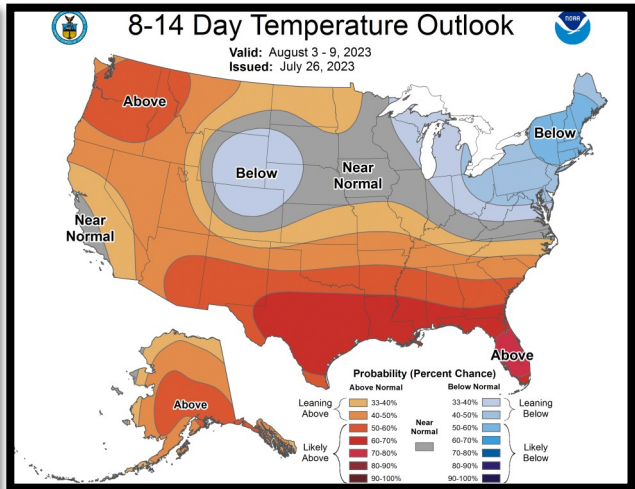 8-14 Day Temperature Outlook
NOAA
Valid: August 3 - 9, 2023
Issued: July 26, 2023
Above
Below
Below
Near
Normal
Near
Normal
Above
Above
Probability (Percent Chance)
Above Normal
Below Normal
Leaning
Above
33-40%
40-50%
33-40%
40-50%
Leaning
Below
Near
Normal
Likely
Above
50-60%
60-70%
70-80%
80-90%
90-100%
50-60%
60-70%
70-80%
80-90%
90-100%
Likely
Below